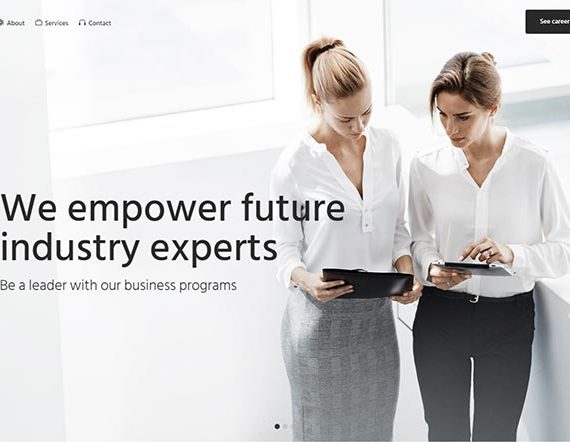 About Services Contact
See career
We empower future
industry experts
Be a leader with our business programs